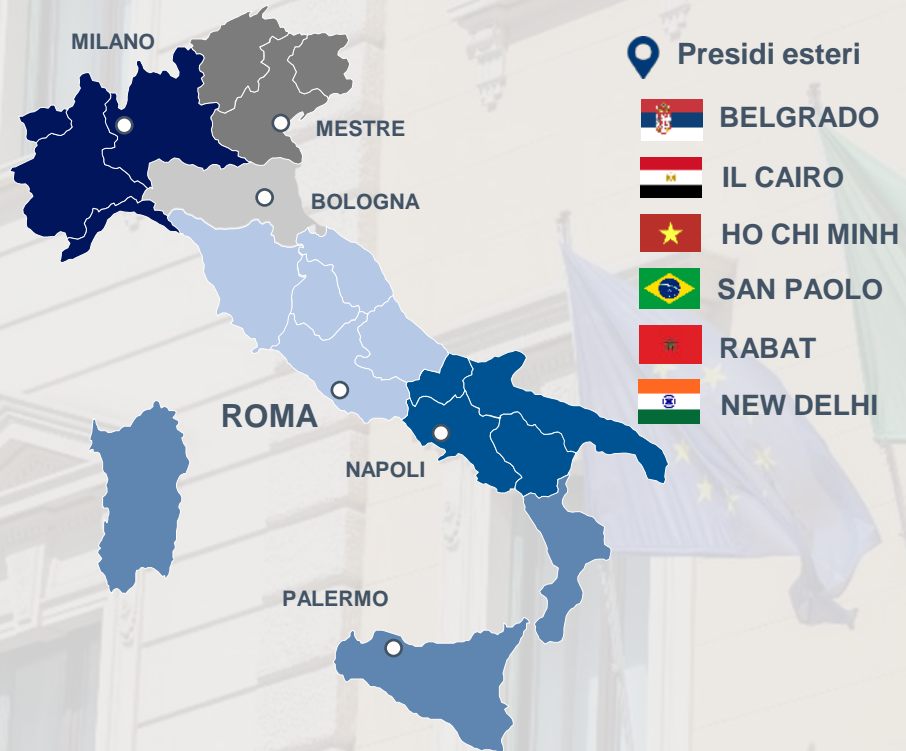 MILANO
MESTRE
BOLOGNA
ROMA
NAPOLI
PALERMO
Presidi esteri
BELGRADO
IL CAIRO
HO CHI MINH
SAN PAOLO
RABAT
NEW DELHI